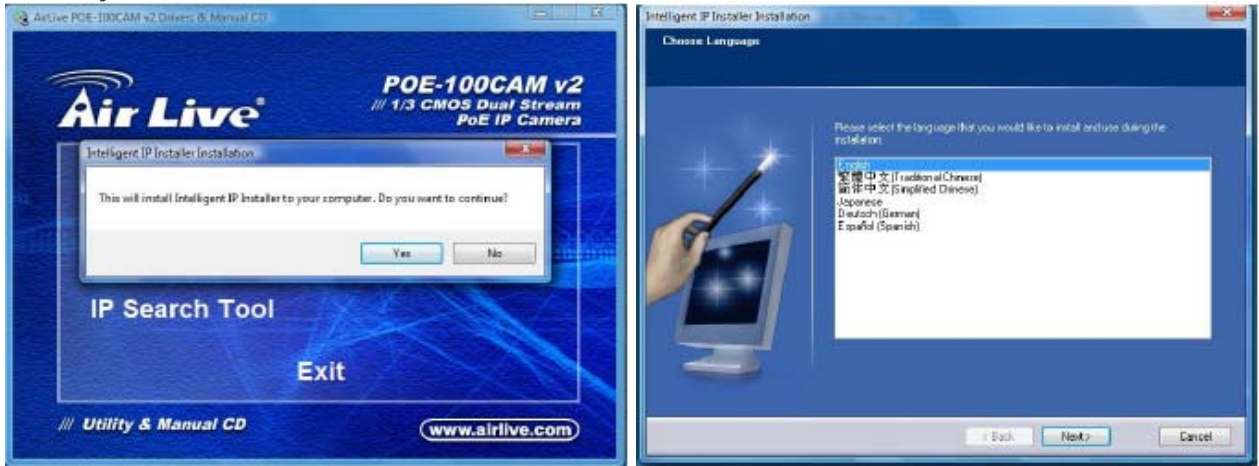 AirLive POE-100CAM v2 Drivers & Manual CD
Air Live®
POE-100CAM v2
/// 1/3 CMOS Dual Stream
PoE IP Camera
Intelligent IP Installer Installation
This will install Intelligent IP Installer to your computer. Do you want to continue?
Yes
No
IP Search Tool
Exit
/// Utility & Manual CD
www.airlive.com
Intelligent IP Installer Installation
Choose Language
Please select the language that you would like to install and use during the
installation.
English
繁體中文 (Traditional Chinese)
简体中文 (Simplified Chinese)
Japanese
Deutsch (German)
Español (Spanish)
< Back
Next >
Cancel